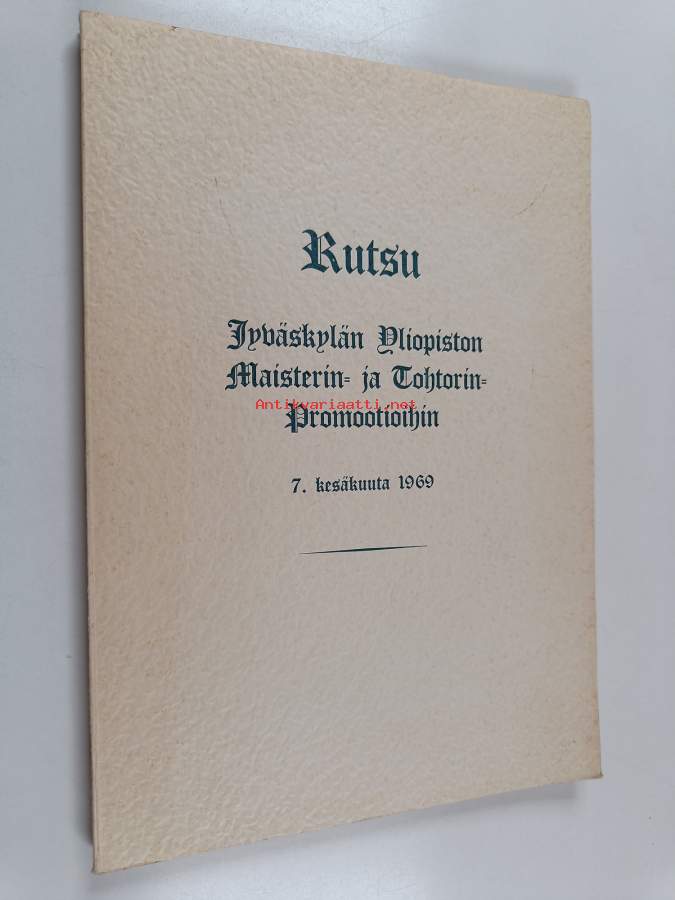 Kutsu
Jyväskylän Yliopiston
Maisterin- ja Tohtorin-
Antikvariaatti.net
Promootioihin
7. kesäkuuta 1969